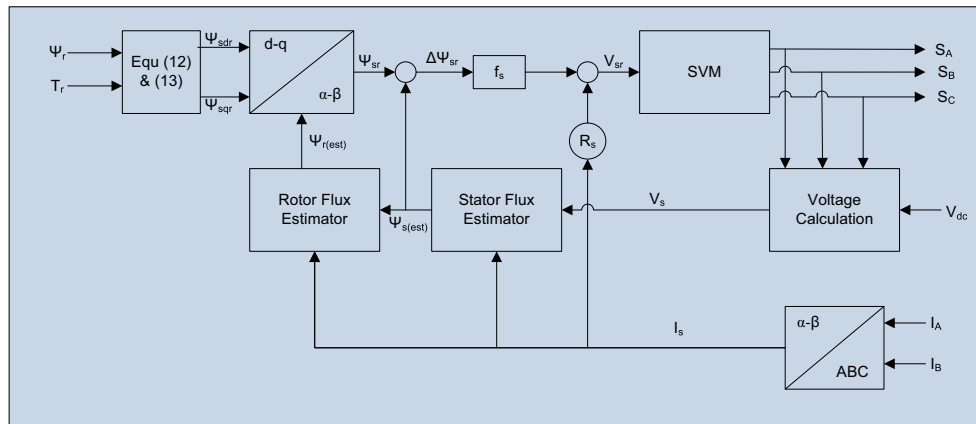 Ψr
Tr
Equ (12)
& (13)
Ψsdr
Ψsqr
d-q
α-β
Ψsr
ΔΨsr
fs
Vsr
SVM
SA
SB
SC
Rs
Ψr(est)
Rotor Flux
Estimator
Ψs(est)
Stator Flux
Estimator
Vs
Voltage
Calculation
Vdc
Is
α-β
ABC
IA
IB